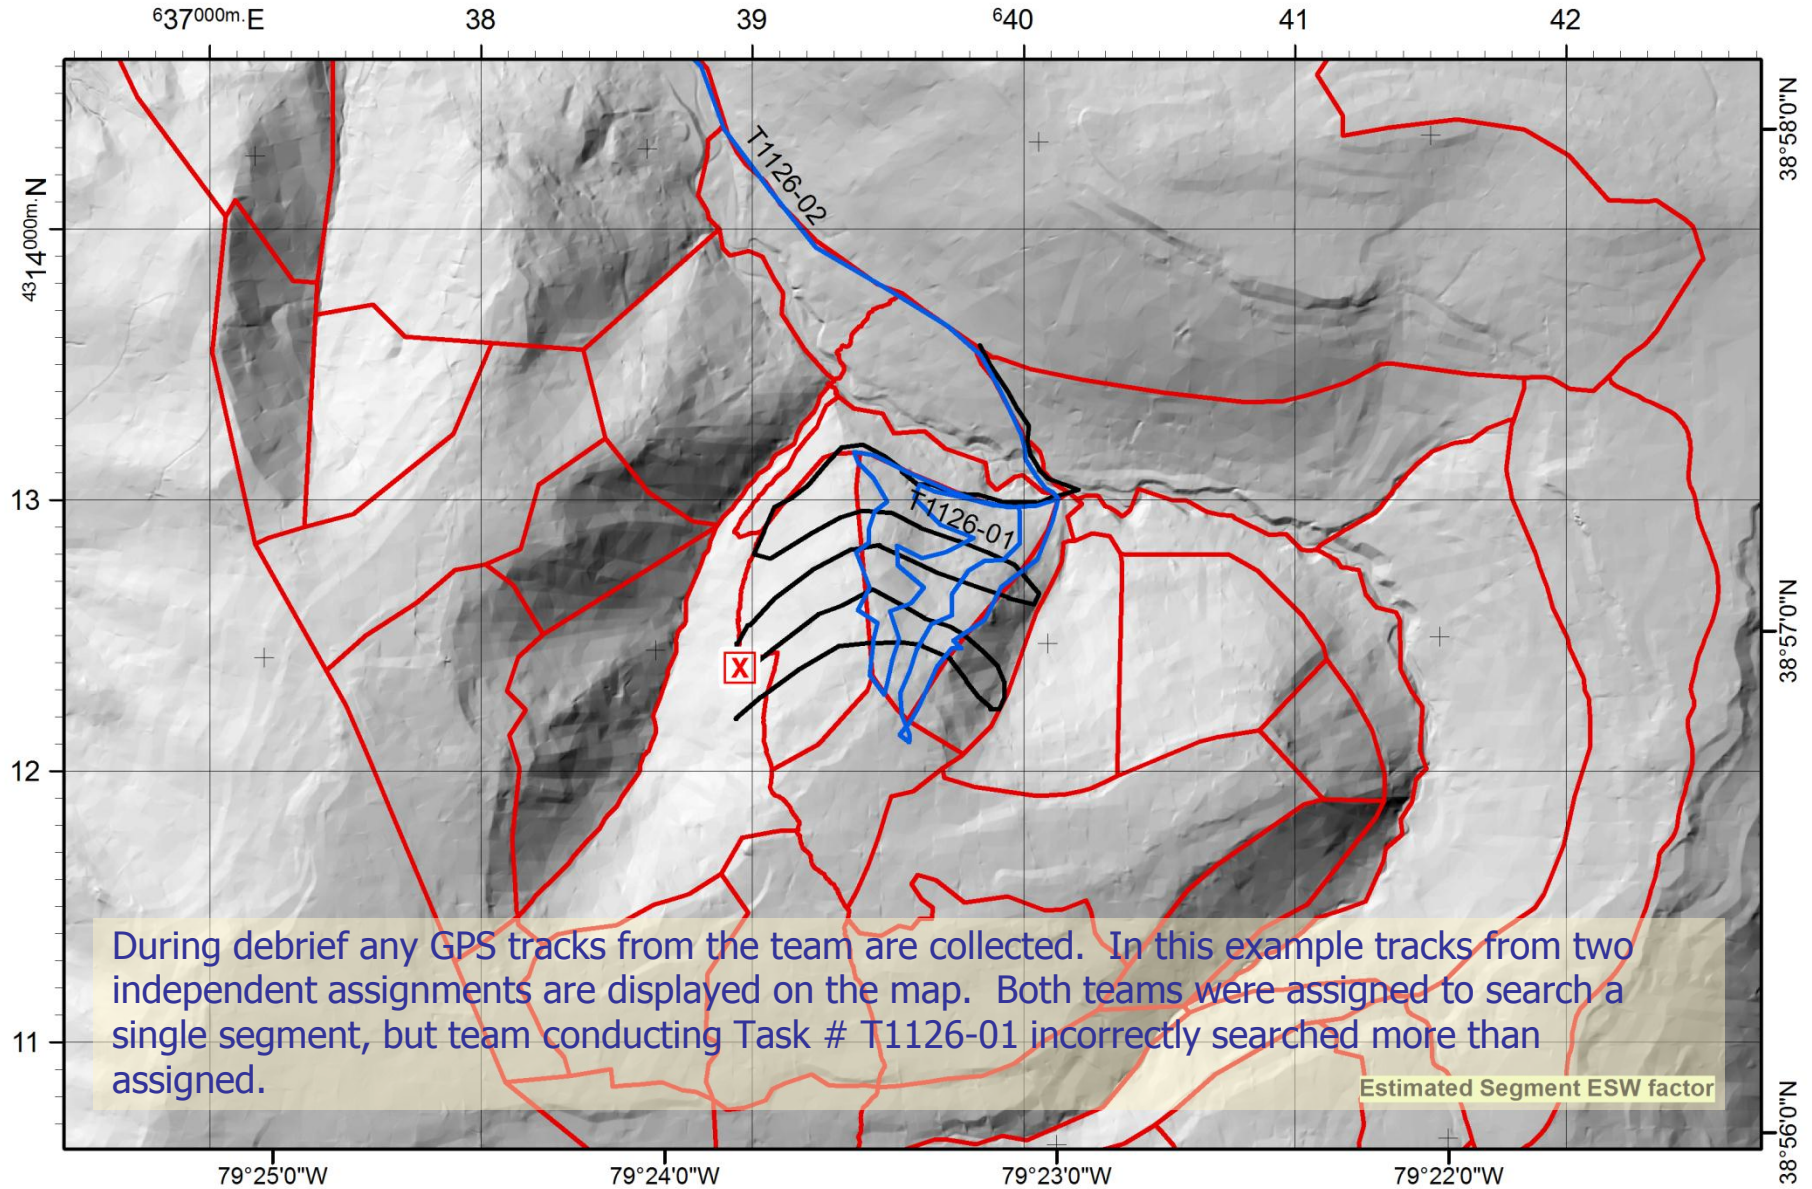 637000m.E 38 39 640 41 42
38°58'0"N
4314000m.N
T1126-02
13
T1126-01
38°57'0"N
X
12
During debrief any GPS tracks from the team are collected. In this example tracks from two
independent assignments are displayed on the map. Both teams were assigned to search a
single segment, but team conducting Task # T1126-01 incorrectly searched more than
assigned.
11
Estimated Segment ESW factor
38°56'0"N
79°25'0"W 79°24'0"W 79°23'0"W 79°22'0"W